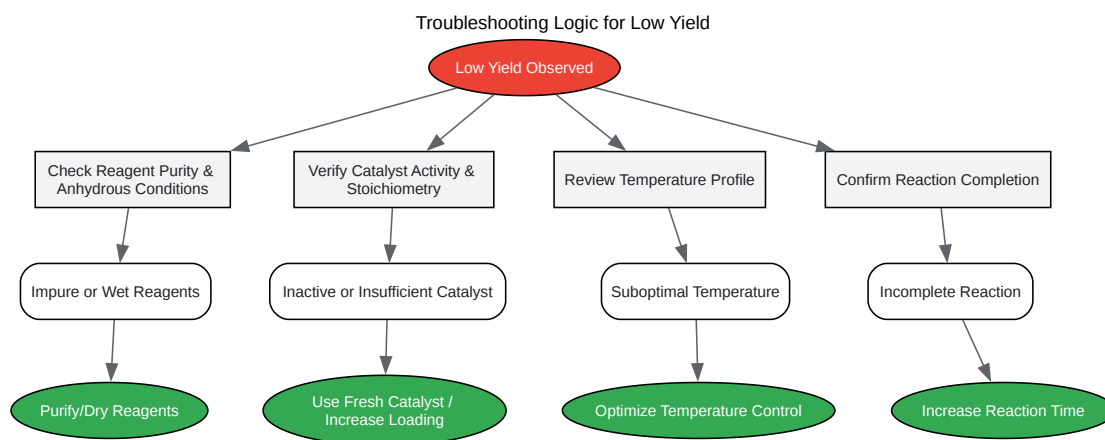 Troubleshooting Logic for Low Yield
Low Yield Observed
Check Reagent Purity &
Anhydrous Conditions
Verify Catalyst Activity &
Stoichiometry
Review Temperature Profile
Confirm Reaction Completion
Impure or Wet Reagents
Inactive or Insufficient Catalyst
Suboptimal Temperature
Incomplete Reaction
Purify/Dry Reagents
Use Fresh Catalyst /
Increase Loading
Optimize Temperature Control
Increase Reaction Time